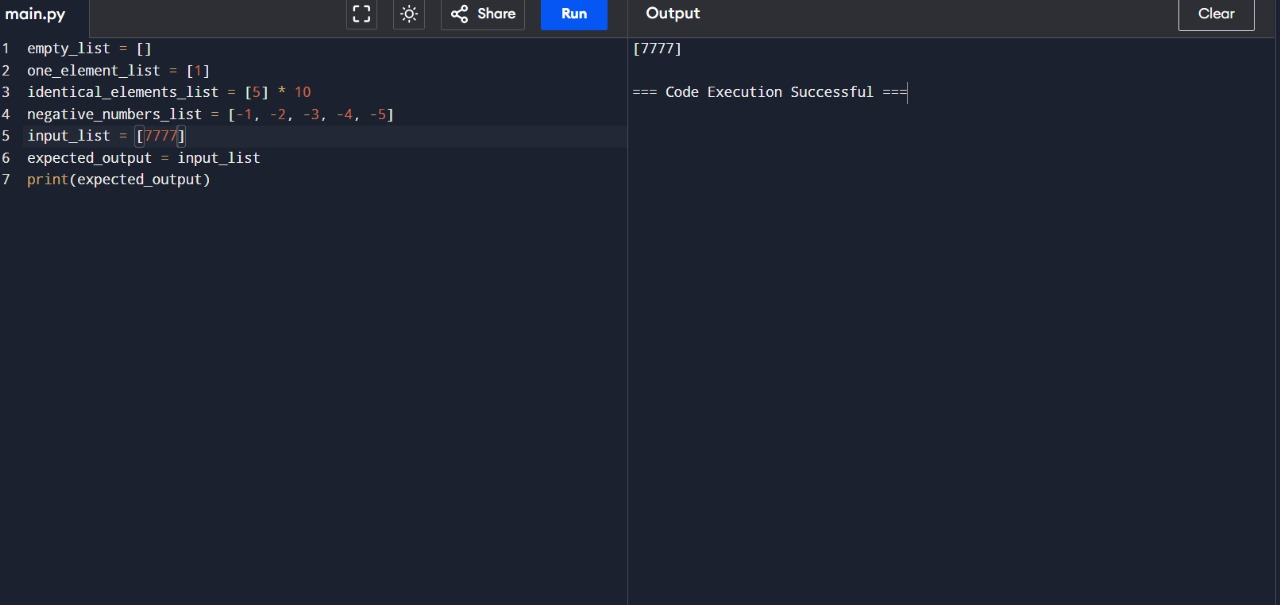 main.py Share Run Output Clear
1 empty_list = []
2 one_element_list = [1]
3 identical_elements_list = [5] * 10
4 negative_numbers_list = [-1, -2, -3, -4, -5]
5 input_list = [7777]
6 expected_output = input_list
7 print(expected_output)
[7777]
=== Code Execution Successful ===